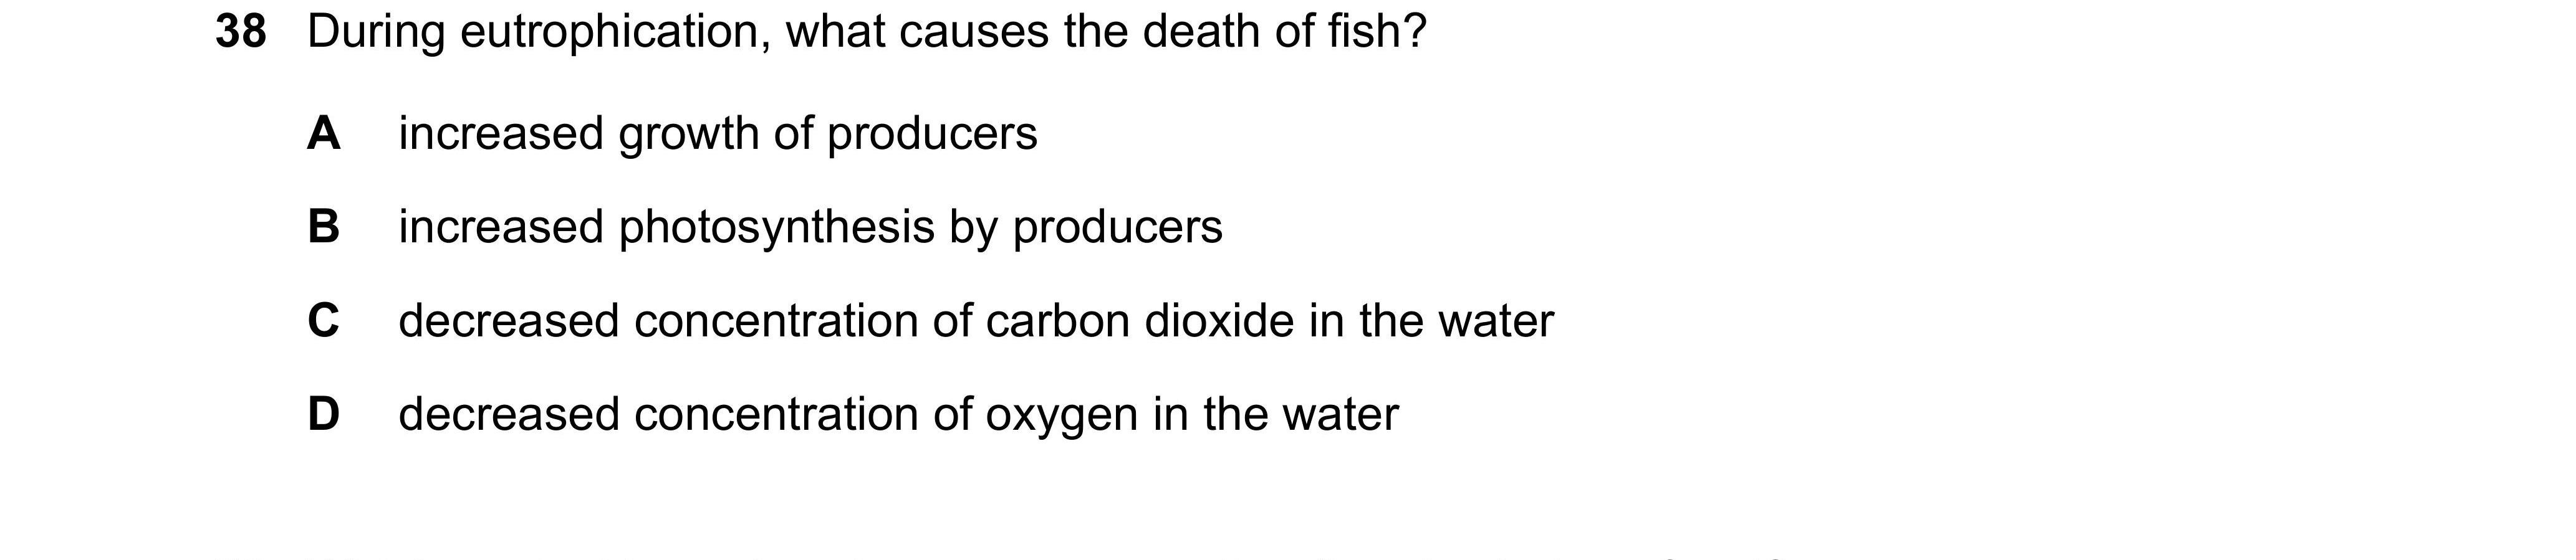 38 During eutrophication, what causes the death of fish?
A increased growth of producers
B increased photosynthesis by producers
C decreased concentration of carbon dioxide in the water
D decreased concentration of oxygen in the water